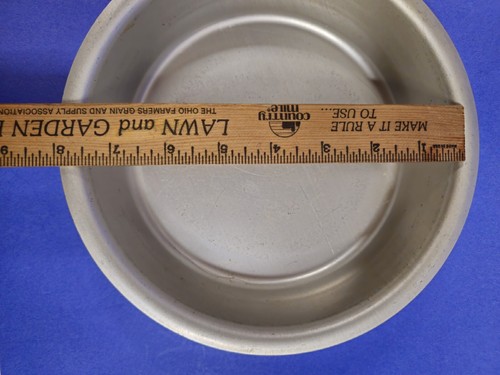 MAKE IT A RULE
TO USE...
COUNTRY
mile
THE OHIO FARMERS GRAIN AND SUPPLY ASSOCIATION
LAWN and GARDEN
1 2 3 4 5 6 7 8 9